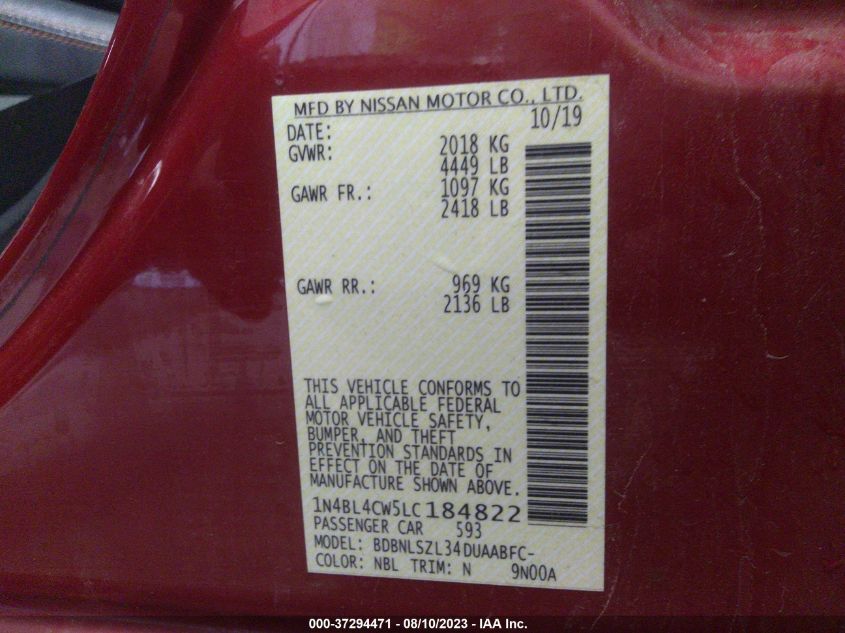 MFD BY NISSAN MOTOR CO., LTD.
DATE: 10/19
GVWR: 2018 KG
4449 LB
GAWR FR.: 1097 KG
2418 LB
GAWR RR.: 969 KG
2136 LB
THIS VEHICLE CONFORMS TO
ALL APPLICABLE FEDERAL
MOTOR VEHICLE SAFETY,
BUMPER, AND THEFT
PREVENTION STANDARDS IN
EFFECT ON THE DATE OF
MANUFACTURE SHOWN ABOVE.
1N4BL4CW5LC184822
PASSENGER CAR 593
MODEL: BDBNLSZL34DUAABFC-
COLOR: NBL TRIM: N 9N00A
000-37294471 - 08/10/2023 - IAA Inc.